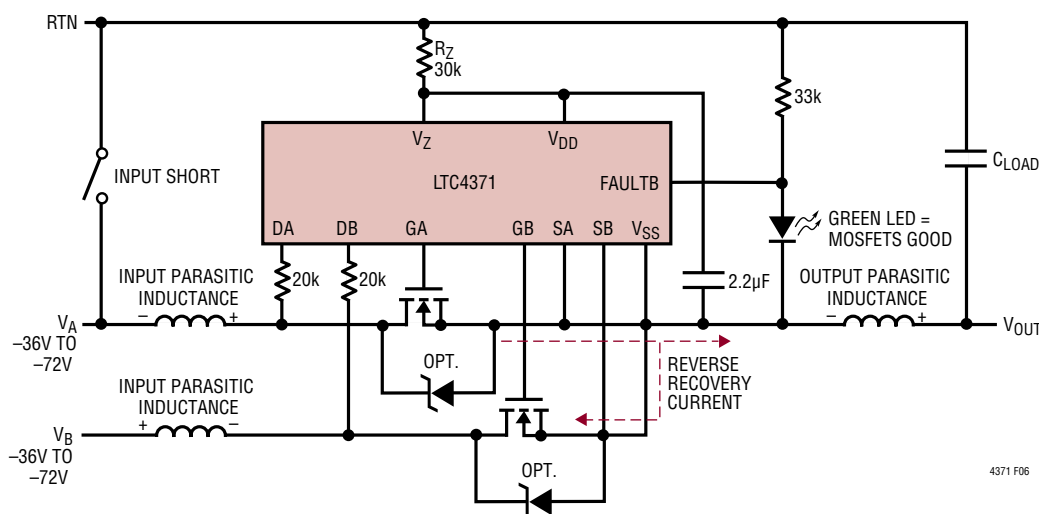 RTN
RZ
30k
33k
VZ
VDD
CLOAD
INPUT SHORT
LTC4371
FAULTB
DA
DB
GA
GB
SA
SB
VSS
GREEN LED =
MOSFETS GOOD
20k
20k
2.2µF
INPUT PARASITIC
INDUCTANCE
OUTPUT PARASITIC
INDUCTANCE
– +
– +
VA
–36V TO
–72V
VOUT
OPT.
REVERSE
RECOVERY
CURRENT
INPUT PARASITIC
INDUCTANCE
+ –
VB
–36V TO
–72V
OPT.
4371 F06